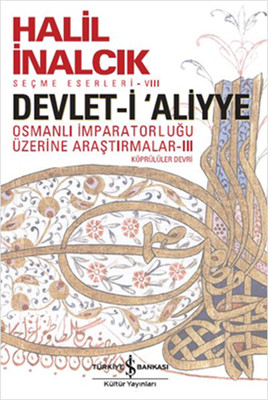 HALİL
İNALCIK
SEÇME ESERLERİ - VIII
DEVLET-İ ‘ALİYYE
OSMANLI İMPARATORLUĞU
ÜZERİNE ARAŞTIRMALAR-III
KÖPRÜLÜLER DEVRİ
TÜRKİYE İŞ BANKASI
Kültür Yayınları